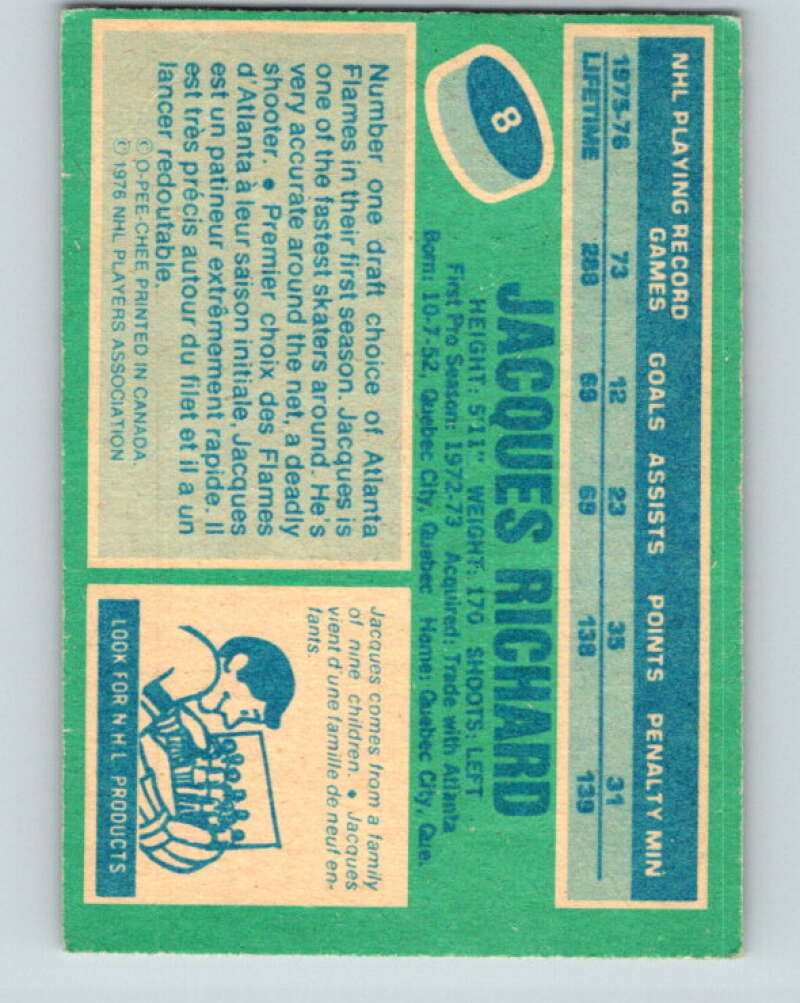 NHL PLAYING RECORD
GAMES GOALS ASSISTS POINTS PENALTY MIN
1975-76 73 12 23 35 31
LIFETIME 288 69 69 138 139
8
JACQUES RICHARD
HEIGHT: 5'11" WEIGHT: 170 SHOOTS: LEFT
First Pro Season: 1972-73 Acquired: Trade with Atlanta
Born: 10-7-52, Quebec City, Quebec Home: Quebec City, Que.
Number one draft choice of Atlanta
Flames in their first season. Jacques is
one of the fastest skaters around. He's
very accurate around the net, a deadly
shooter. • Premier choix des Flames
d'Atlanta à leur saison initiale, Jacques
est un patineur extrêmement rapide. Il
est très précis autour du filet et il a un
lancer redoutable.
© O-PEE-CHEE, PRINTED IN CANADA.
© 1976 NHL PLAYERS ASSOCIATION
Jacques comes from a family
of nine children. • Jacques
vient d'une famille de neuf en-
fants.
LOOK FOR NHL PRODUCTS